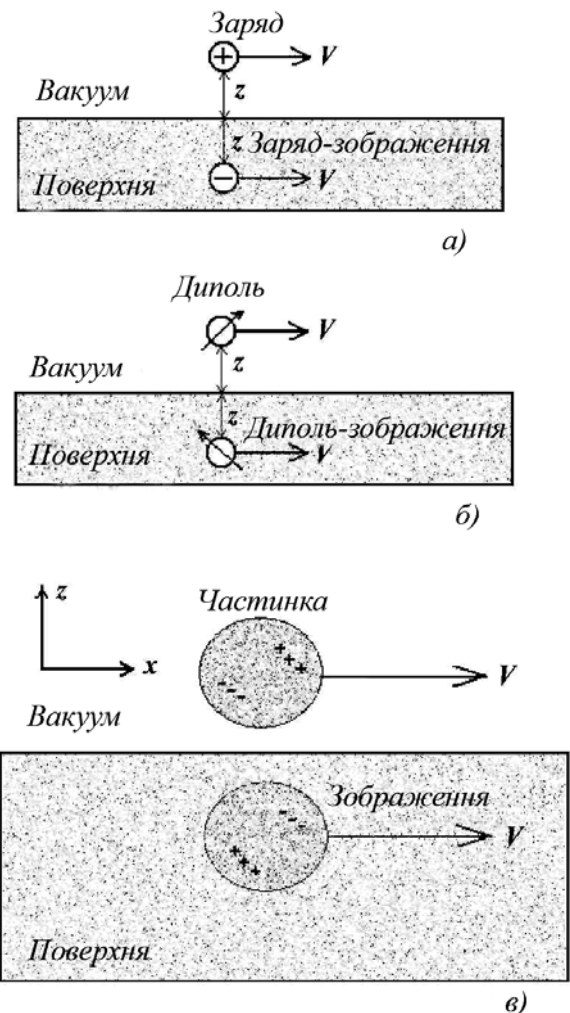 Заряд
+ V
z
Вакуум
z Заряд-зображення
Поверхня − V
а)
Диполь
V
z
Вакуум
z Диполь-зображення
Поверхня V
б)
z
Частинка
+ + +
x
- - -
V
Вакуум
Зображення
- - -
V
+ + +
Поверхня
в)